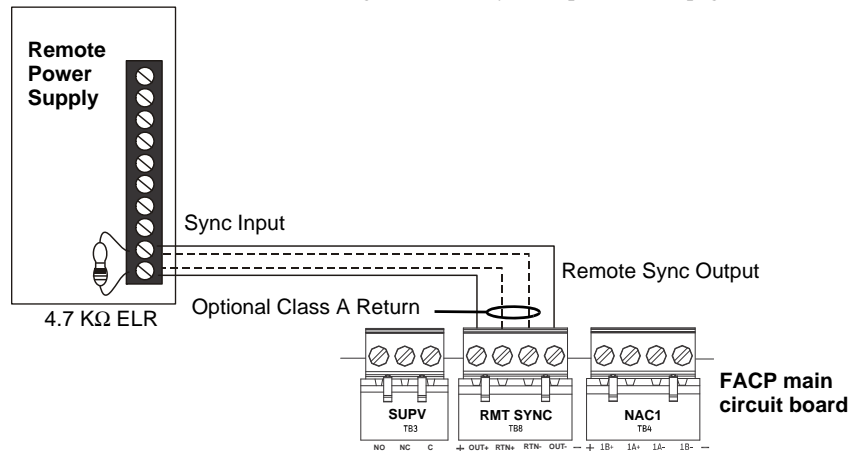 Remote
Power
Supply
Sync Input
Remote Sync Output
Optional Class A Return
4.7 KΩ ELR
FACP main
circuit board
SUPV
TB3
RMT SYNC
TB8
NAC1
TB4
NO NC C
+ OUT+ RTN+ RTN- OUT- —
+ 1B+ 1A+ 1A- 1B- —